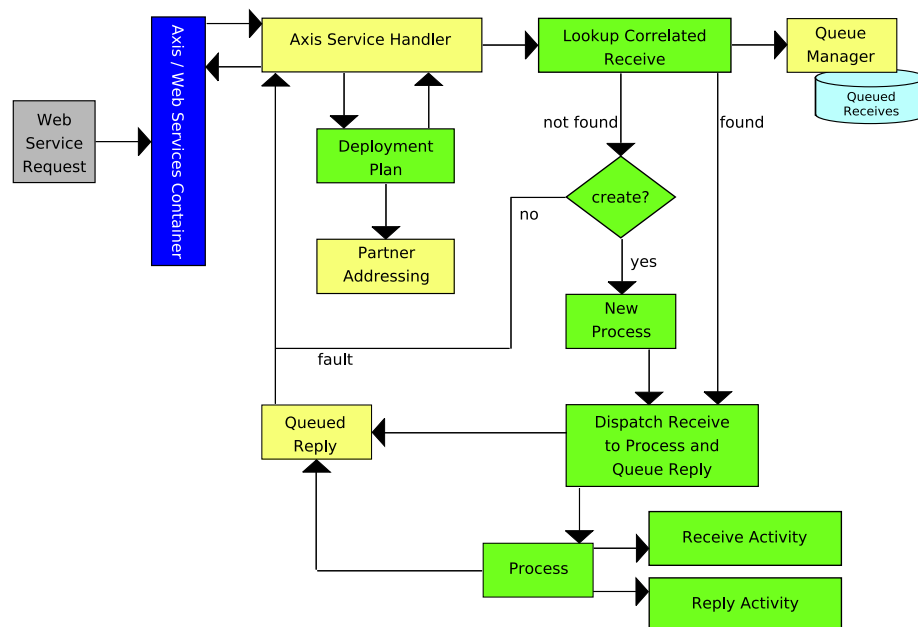 Web
Service
Request
Axis / Web Services Container
Axis Service Handler
Lookup Correlated
Receive
Queue
Manager
Queued
Receives
not found
found
Deployment
Plan
create?
no
yes
Partner
Addressing
New
Process
fault
Queued
Reply
Dispatch Receive
to Process and
Queue Reply
Process
Receive Activity
Reply Activity